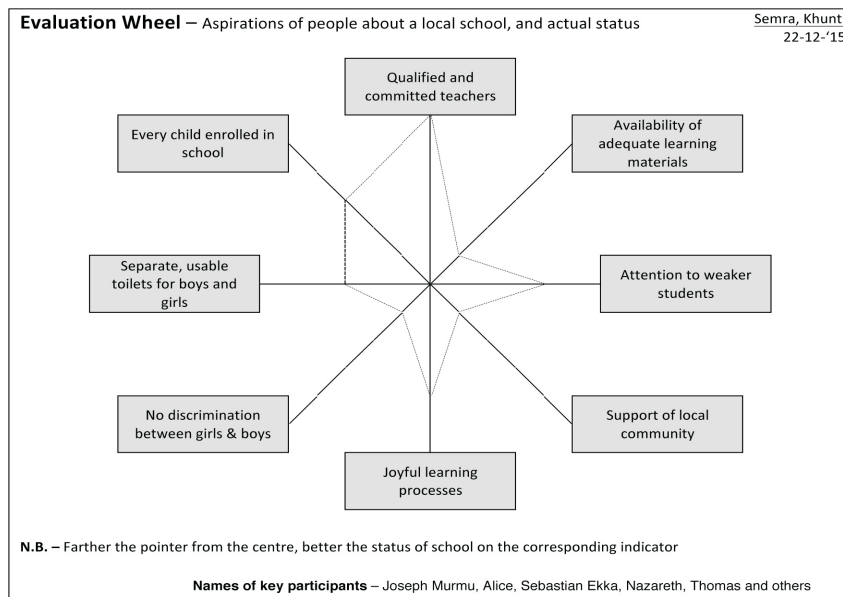 Evaluation Wheel – Aspirations of people about a local school, and actual status
Semra, Khunt
22-12-‘15
Qualified and
committed teachers
Every child enrolled in
school
Availability of
adequate learning
materials
Separate, usable
toilets for boys and
girls
Attention to weaker
students
No discrimination
between girls & boys
Support of local
community
Joyful learning
processes
N.B. – Farther the pointer from the centre, better the status of school on the corresponding indicator
Names of key participants – Joseph Murmu, Alice, Sebastian Ekka, Nazareth, Thomas and others